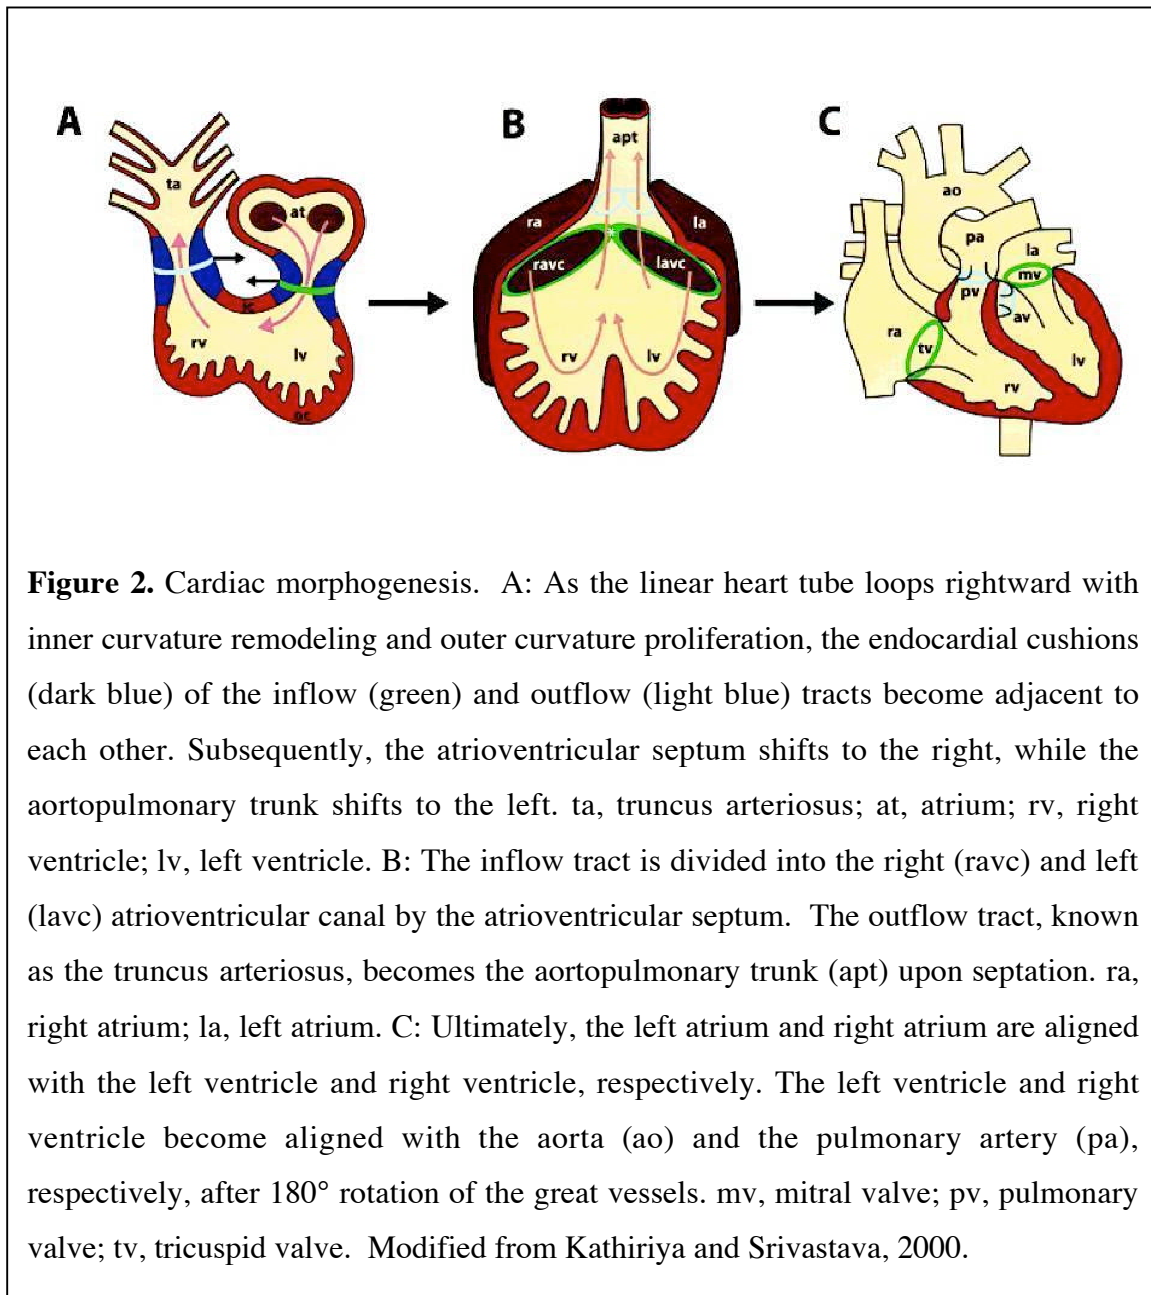 A
B
C
ta
at
rv
lv
oc
apt
ra
la
ravc
lavc
rv
lv
ao
pa
la
mv
pv
av
ra
tv
lv
rv
Figure 2. Cardiac morphogenesis. A: As the linear heart tube loops rightward with
inner curvature remodeling and outer curvature proliferation, the endocardial cushions
(dark blue) of the inflow (green) and outflow (light blue) tracts become adjacent to
each other. Subsequently, the atrioventricular septum shifts to the right, while the
aortopulmonary trunk shifts to the left. ta, truncus arteriosus; at, atrium; rv, right
ventricle; lv, left ventricle. B: The inflow tract is divided into the right (ravc) and left
(lavc) atrioventricular canal by the atrioventricular septum. The outflow tract, known
as the truncus arteriosus, becomes the aortopulmonary trunk (apt) upon septation. ra,
right atrium; la, left atrium. C: Ultimately, the left atrium and right atrium are aligned
with the left ventricle and right ventricle, respectively. The left ventricle and right
ventricle become aligned with the aorta (ao) and the pulmonary artery (pa),
respectively, after 180° rotation of the great vessels. mv, mitral valve; pv, pulmonary
valve; tv, tricuspid valve. Modified from Kathiriya and Srivastava, 2000.